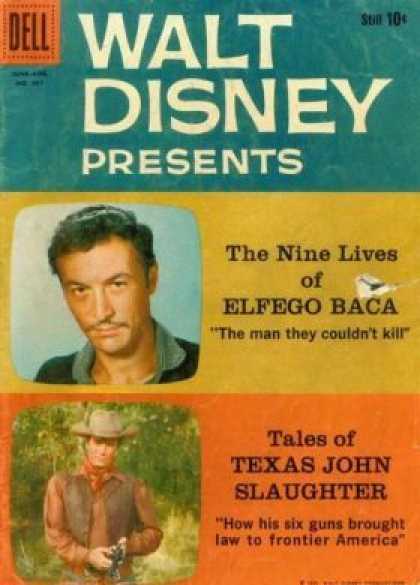 DELL
Still 10¢
WALT
DISNEY
PRESENTS
The Nine Lives
of
ELFEGO BACA
"The man they couldn't kill"
Tales of
TEXAS JOHN
SLAUGHTER
"How his six guns brought
law to frontier America"